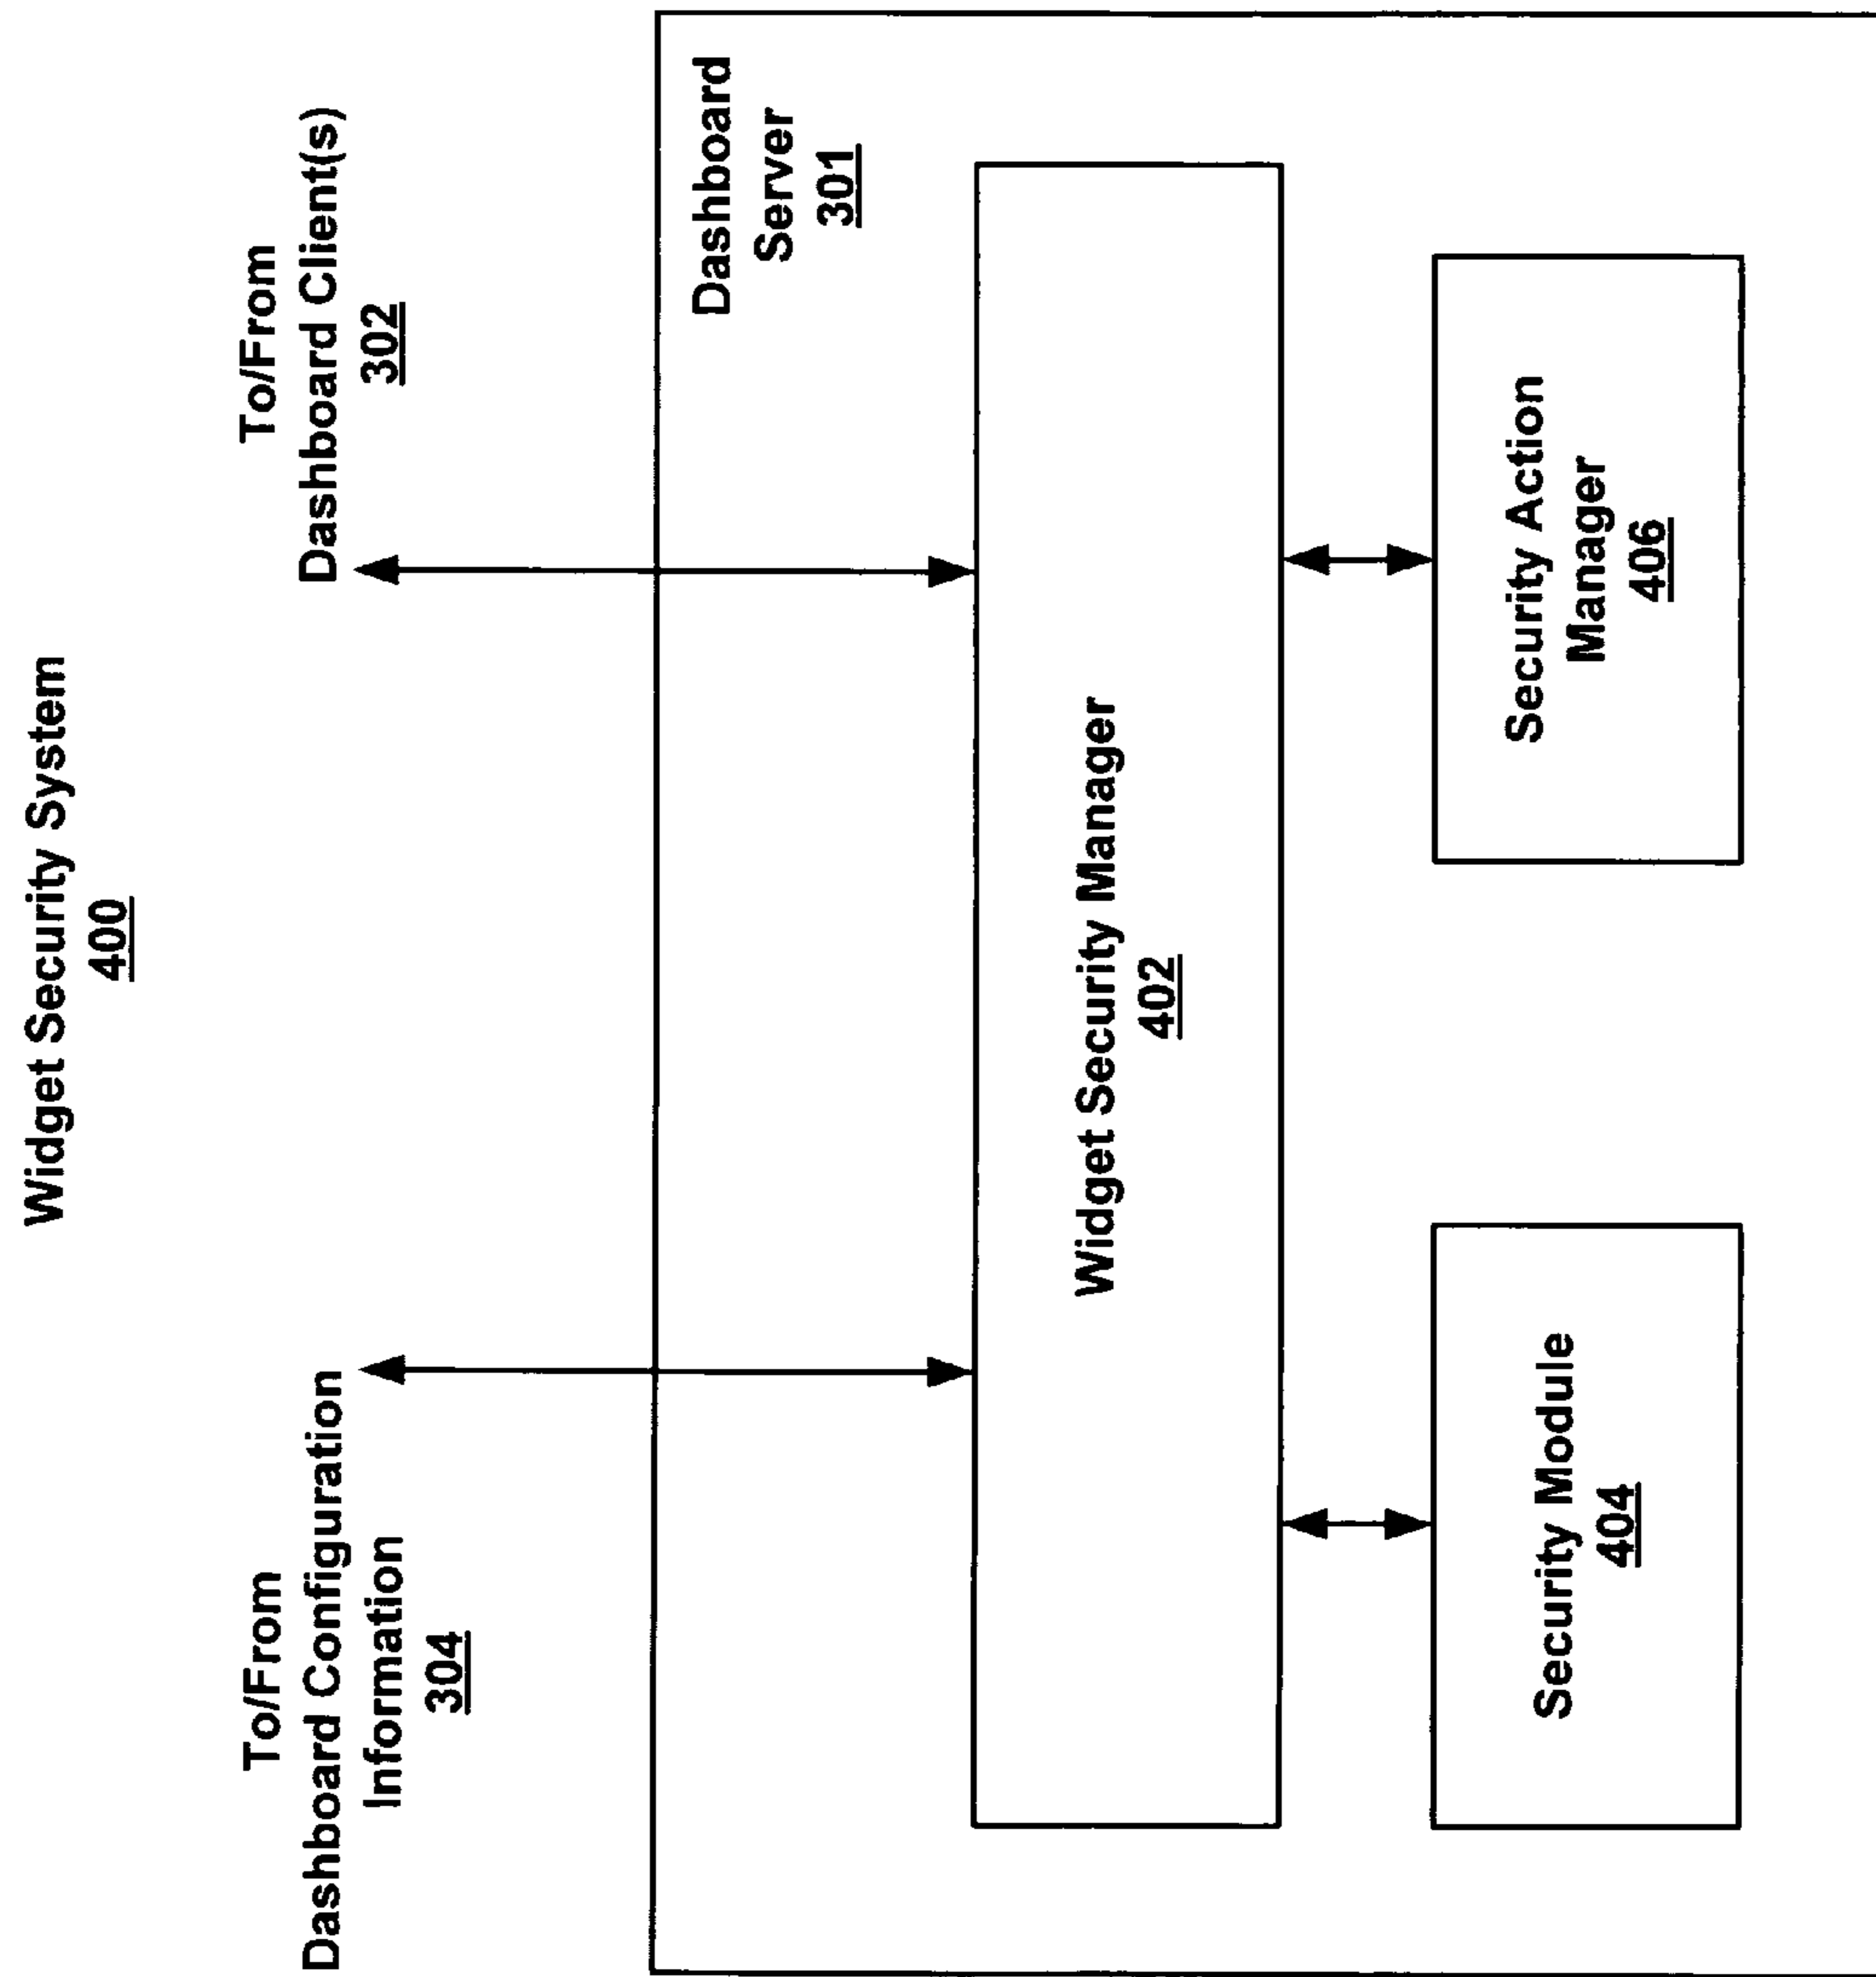 Widget Security System
400
To/From
Dashboard Configuration
Information
304
To/From
Dashboard Client(s)
302
Dashboard
Server
301
Widget Security Manager
402
Security Module
404
Security Action
Manager
406